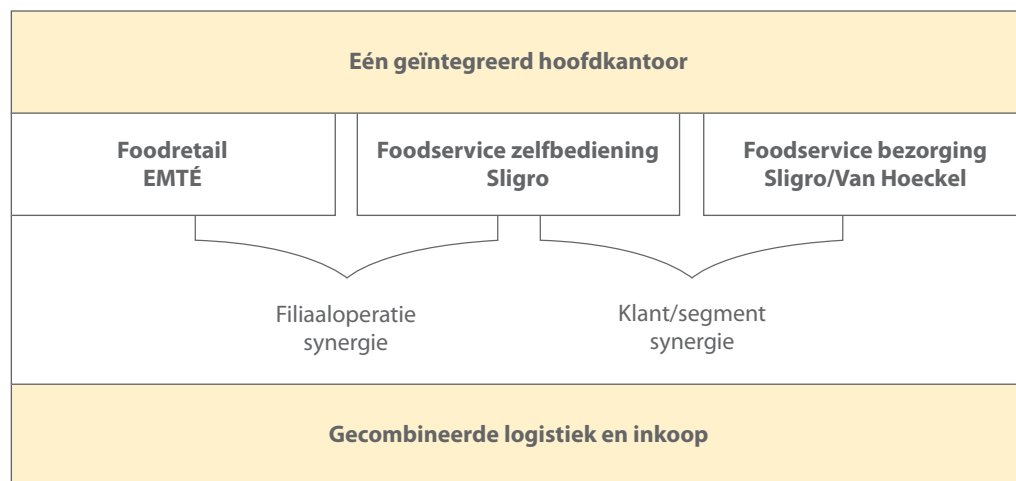 Eén geïntegreerd hoofdkantoor
Foodretail
EMTÉ
Foodservice zelfbediening
Sligro
Foodservice bezorging
Sligro/Van Hoeckel
Filiaaloperatie
synergie
Klant/segment
synergie
Gecombineerde logistiek en inkoop